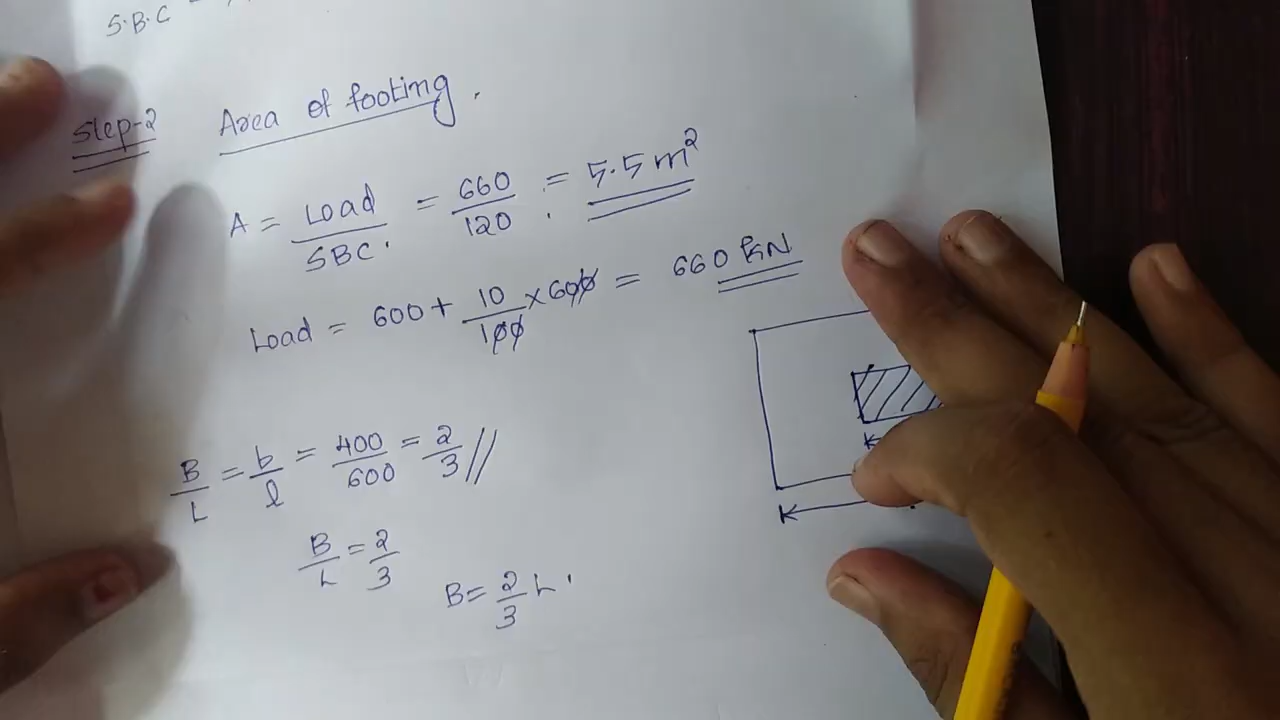 S.B.C
Step-2 Area of footing.
A = Load/SBC. = 660/120 = 5.5 m²
Load = 600 + 10/100 × 600 = 660 kN
B/L = b/l = 400/600 = 2/3 //
B/L = 2/3
B = 2/3 L.